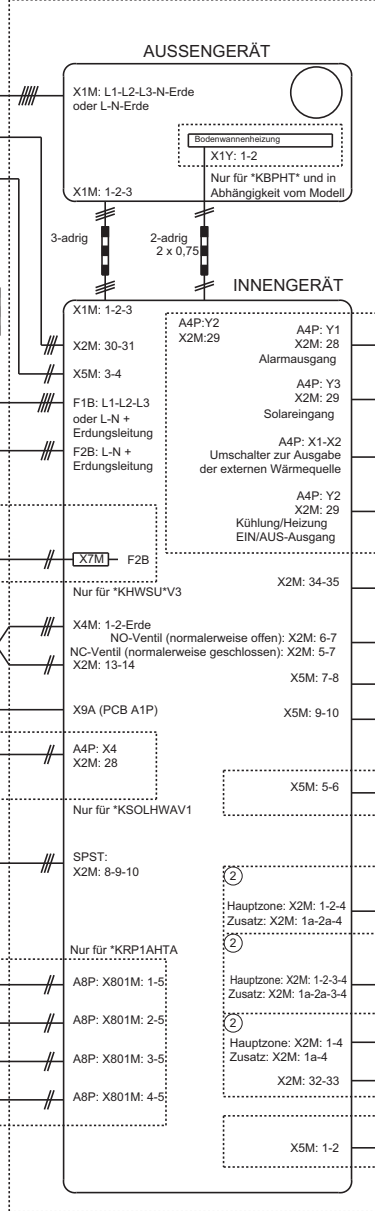 AUSSENGERÄT
X1M: L1-L2-L3-N-Erde
oder L-N-Erde
Bodenwannenheizung
X1Y: 1-2
Nur für *KBPHT* und in
Abhängigkeit vom Modell
X1M: 1-2-3
3-adrig
2-adrig
2 x 0,75
INNENGERÄT
X1M: 1-2-3
X2M: 30-31
X5M: 3-4
F1B: L1-L2-L3
oder L-N +
Erdungsleitung
F2B: L-N +
Erdungsleitung
A4P:Y2
X2M:29
A4P: Y1
X2M: 28
Alarmausgang
A4P: Y3
X2M: 29
Solareingang
A4P: X1-X2
Umschalter zur Ausgabe
der externen Wärmequelle
A4P: Y2
X2M: 29
Kühlung/Heizung
EIN/AUS-Ausgang
X7M
F2B
Nur für *KHWSU*V3
X2M: 34-35
X4M: 1-2-Erde
NO-Ventil (normalerweise offen): X2M: 6-7
NC-Ventil (normalerweise geschlossen): X2M: 5-7
X2M: 13-14
X5M: 7-8
X9A (PCB A1P)
X5M: 9-10
A4P: X4
X2M: 28
Nur für *KSOLHWAV1
X5M: 5-6
SPST:
X2M: 8-9-10
2
Hauptzone: X2M: 1-2-4
Zusatz: X2M: 1a-2a-4
Nur für *KRP1AHTA
2
A8P: X801M: 1-5
Hauptzone: X2M: 1-2-3-4
Zusatz: X2M: 1a-2a-3-4
A8P: X801M: 2-5
2
Hauptzone: X2M: 1-4
Zusatz: X2M: 1a-4
A8P: X801M: 3-5
X2M: 32-33
A8P: X801M: 4-5
X5M: 1-2